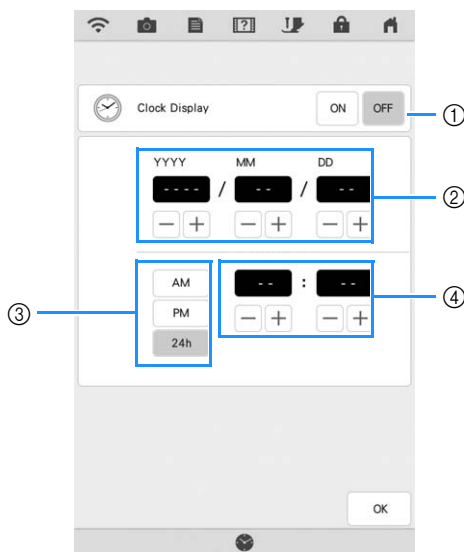 ?
Clock Display ON OFF ①
YYYY MM DD
---- / -- / -- ②
− + − + − +
AM -- : -- ④
③ PM − + − +
24h
OK